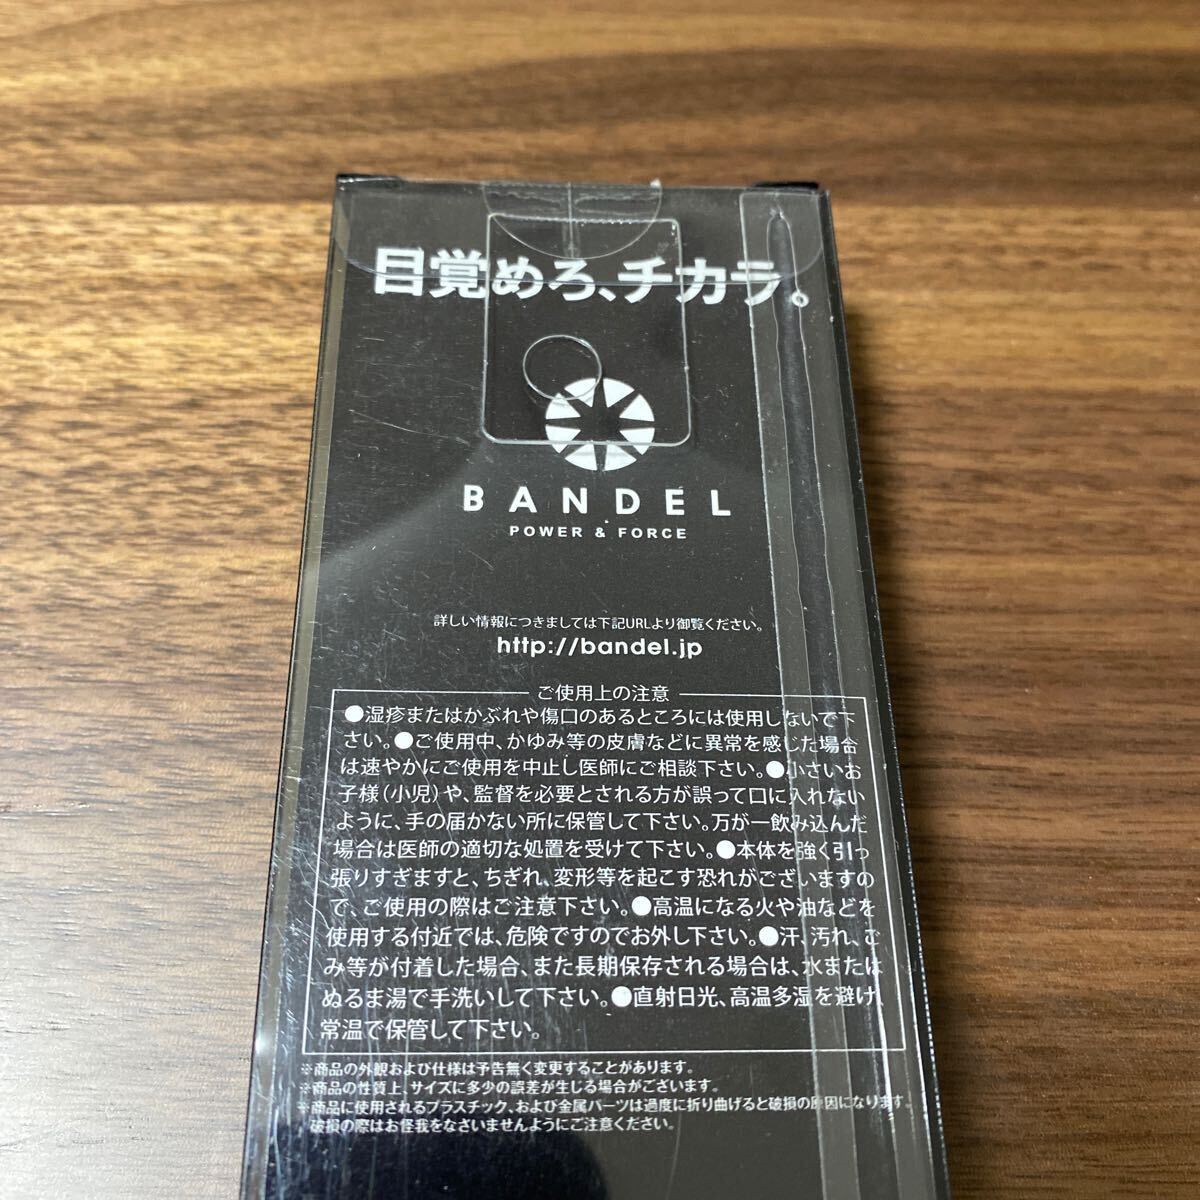 目覚めろ、チカラ。
BANDEL
POWER & FORCE
詳しい情報につきましては下記URLより御覧ください。
http://bandel.jp
ご使用上の注意
●湿疹またはかぶれや傷口のあるところには使用しないで下
さい。●ご使用中、かゆみ等の皮膚などに異常を感じた場合
は速やかにご使用を中止し医師にご相談下さい。●小さいお
子様(小児)や、監督を必要とされる方が誤って口に入れない
ように、手の届かない所に保管して下さい。万が一飲み込んだ
場合は医師の適切な処置を受けて下さい。●本体を強く引っ
張りすぎますと、ちぎれ、変形等を起こす恐れがございますの
で、ご使用の際はご注意下さい。●高温になる火や油などを
使用する付近では、危険ですのでお外し下さい。●汗、汚れ、ご
み等が付着した場合、また長期保存される場合は、水または
ぬるま湯で手洗いして下さい。●直射日光、高温多湿を避け、
常温で保管して下さい。
※商品の外観および仕様は予告無く変更することがあります。
※商品の性質上、サイズに多少の誤差が生じる場合がございます。
※商品に使用されるプラスチック、および金属パーツは過度に折り曲げると破損の原因になります。
破損の際はお怪我をなさいませんようにご注意ください。